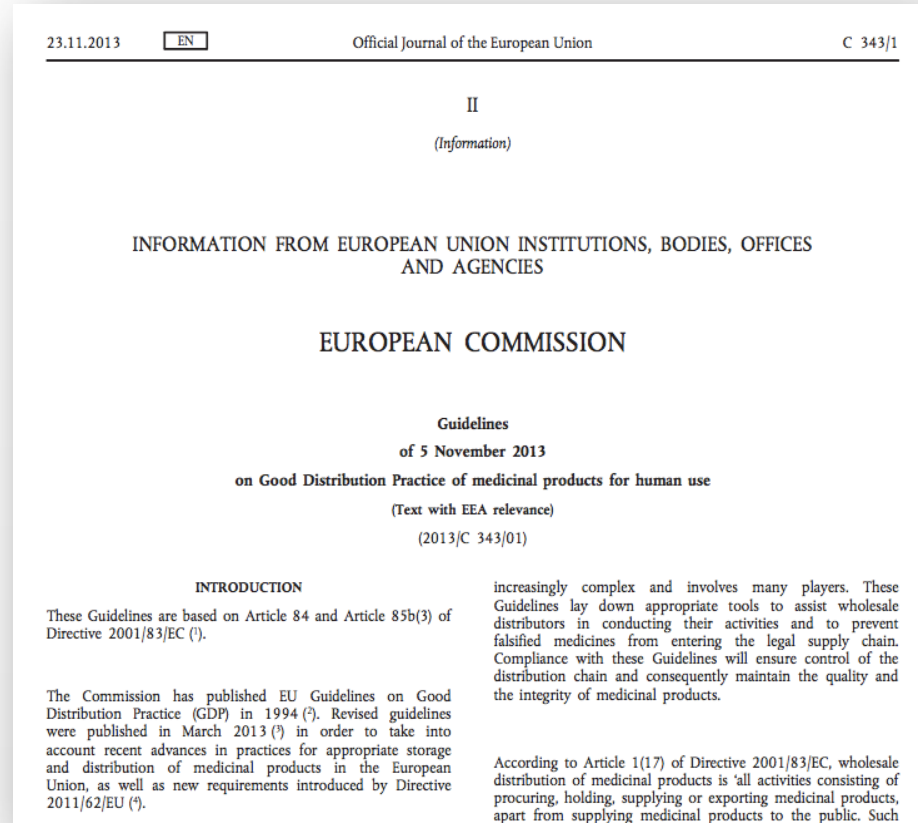 23.11.2013 EN Official Journal of the European Union C 343/1
II
(Information)
INFORMATION FROM EUROPEAN UNION INSTITUTIONS, BODIES, OFFICES
AND AGENCIES
EUROPEAN COMMISSION
Guidelines
of 5 November 2013
on Good Distribution Practice of medicinal products for human use
(Text with EEA relevance)
(2013/C 343/01)
INTRODUCTION
These Guidelines are based on Article 84 and Article 85b(3) of
Directive 2001/83/EC (¹).
The Commission has published EU Guidelines on Good
Distribution Practice (GDP) in 1994 (²). Revised guidelines
were published in March 2013 (³) in order to take into
account recent advances in practices for appropriate storage
and distribution of medicinal products in the European
Union, as well as new requirements introduced by Directive
2011/62/EU (⁴).
increasingly complex and involves many players. These
Guidelines lay down appropriate tools to assist wholesale
distributors in conducting their activities and to prevent
falsified medicines from entering the legal supply chain.
Compliance with these Guidelines will ensure control of the
distribution chain and consequently maintain the quality and
the integrity of medicinal products.
According to Article 1(17) of Directive 2001/83/EC, wholesale
distribution of medicinal products is ‘all activities consisting of
procuring, holding, supplying or exporting medicinal products,
apart from supplying medicinal products to the public. Such